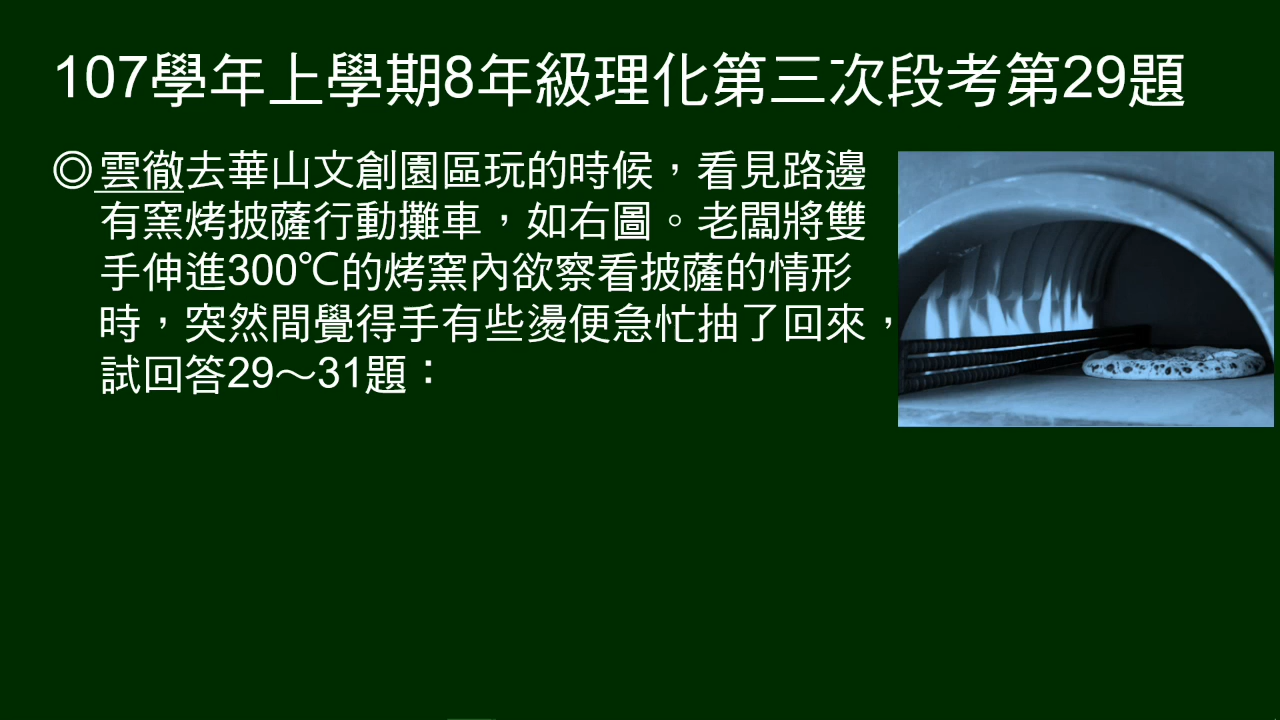 107學年上學期8年級理化第三次段考第29題
◎雲徹去華山文創園區玩的時候，看見路邊
有窯烤披薩行動攤車，如右圖。老闆將雙
手伸進300℃的烤窯內欲察看披薩的情形
時，突然間覺得手有些燙便急忙抽了回來，
試回答29～31題：